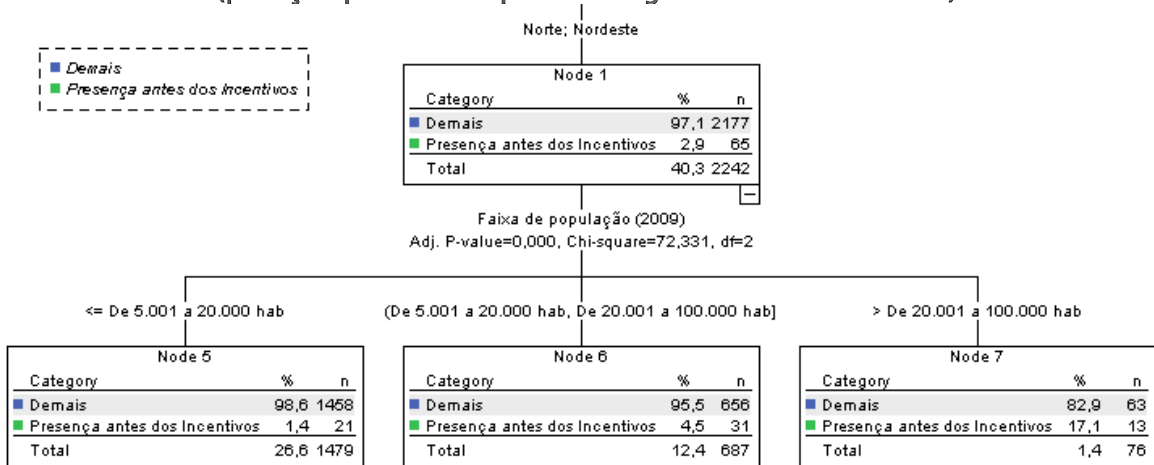 Norte; Nordeste
Demais
Presença antes dos Incentivos
Node 1
Category % n
Demais 97,1 2177
Presença antes dos Incentivos 2,9 65
Total 40,3 2242
Faixa de população (2009)
Adj. P-value=0,000, Chi-square=72,331, df=2
<= De 5.001 a 20.000 hab
(De 5.001 a 20.000 hab, De 20.001 a 100.000 hab]
> De 20.001 a 100.000 hab
Node 5
Category % n
Demais 98,6 1458
Presença antes dos Incentivos 1,4 21
Total 26,6 1479
Node 6
Category % n
Demais 95,5 656
Presença antes dos Incentivos 4,5 31
Total 12,4 687
Node 7
Category % n
Demais 82,9 63
Presença antes dos Incentivos 17,1 13
Total 1,4 76